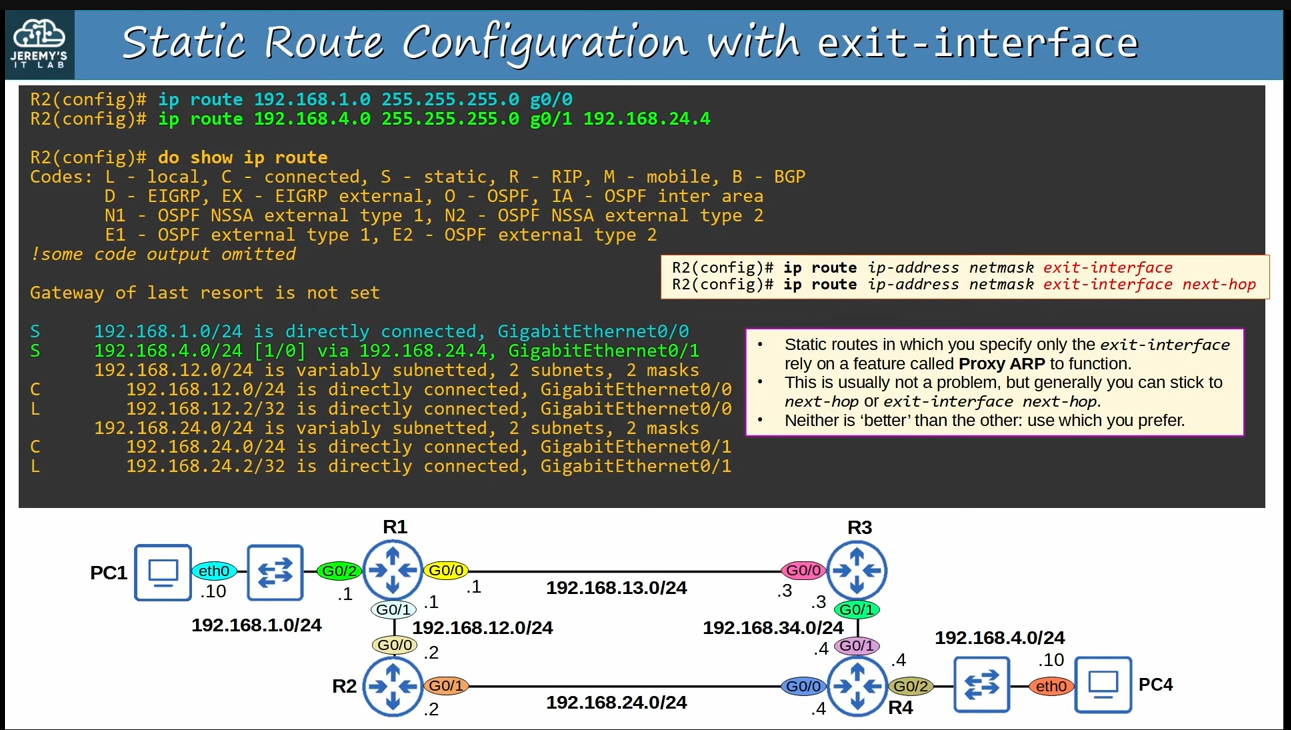 JEREMY'S
IT LAB
Static Route Configuration with exit-interface
R2(config)# ip route 192.168.1.0 255.255.255.0 g0/0
R2(config)# ip route 192.168.4.0 255.255.255.0 g0/1 192.168.24.4
R2(config)# do show ip route
Codes: L - local, C - connected, S - static, R - RIP, M - mobile, B - BGP
D - EIGRP, EX - EIGRP external, O - OSPF, IA - OSPF inter area
N1 - OSPF NSSA external type 1, N2 - OSPF NSSA external type 2
E1 - OSPF external type 1, E2 - OSPF external type 2
!some code output omitted
Gateway of last resort is not set
S 192.168.1.0/24 is directly connected, GigabitEthernet0/0
S 192.168.4.0/24 [1/0] via 192.168.24.4, GigabitEthernet0/1
192.168.12.0/24 is variably subnetted, 2 subnets, 2 masks
C 192.168.12.0/24 is directly connected, GigabitEthernet0/0
L 192.168.12.2/32 is directly connected, GigabitEthernet0/0
192.168.24.0/24 is variably subnetted, 2 subnets, 2 masks
C 192.168.24.0/24 is directly connected, GigabitEthernet0/1
L 192.168.24.2/32 is directly connected, GigabitEthernet0/1
R2(config)# ip route ip-address netmask exit-interface
R2(config)# ip route ip-address netmask exit-interface next-hop
• Static routes in which you specify only the exit-interface
rely on a feature called Proxy ARP to function.
• This is usually not a problem, but generally you can stick to
next-hop or exit-interface next-hop.
• Neither is 'better' than the other: use which you prefer.
R1
R3
PC1
eth0
G0/2
G0/0
G0/0
.10
.1
.1
192.168.13.0/24
.3
192.168.1.0/24
G0/1
.1
192.168.12.0/24
.3
G0/1
192.168.34.0/24
G0/0
.2
.4
G0/1
192.168.4.0/24
R2
G0/1
.2
192.168.24.0/24
G0/0
.4
.4
G0/2
R4
.10
eth0
PC4